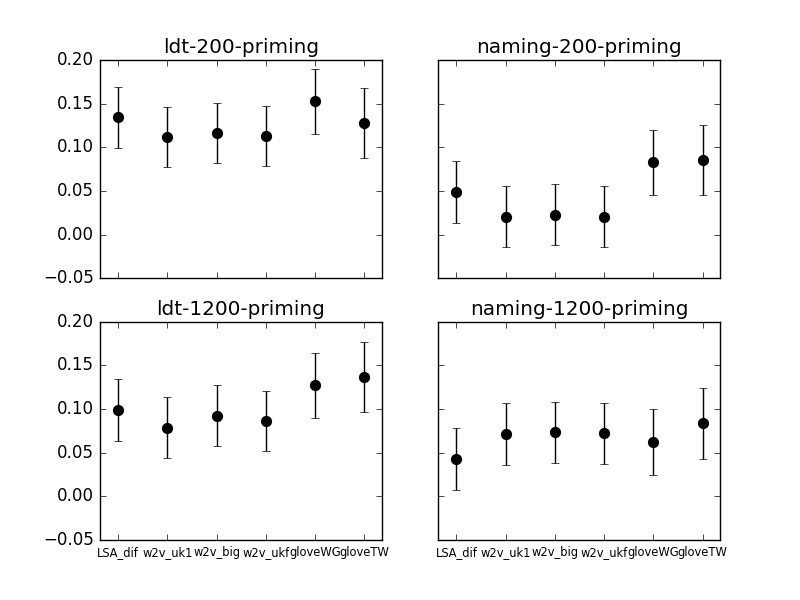 ldt-200-priming
naming-200-priming
0.20
0.15
0.10
0.05
0.00
−0.05
ldt-1200-priming
naming-1200-priming
0.20
0.15
0.10
0.05
0.00
−0.05
LSA_dif w2v_uk1 w2v_big w2v_ukf gloveWG gloveTW
LSA_dif w2v_uk1 w2v_big w2v_ukf gloveWG gloveTW